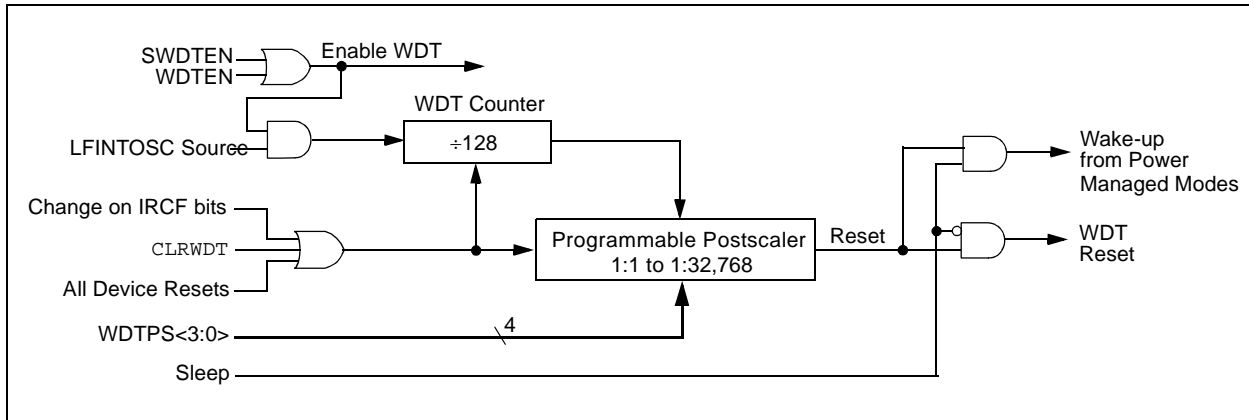 SWDTEN
WDTEN
Enable WDT
WDT Counter
÷128
LFINTOSC Source
Wake-up
from Power
Managed Modes
Change on IRCF bits
CLRWDT
All Device Resets
Programmable Postscaler
1:1 to 1:32,768
Reset
WDT
Reset
WDTPS<3:0>
4
Sleep